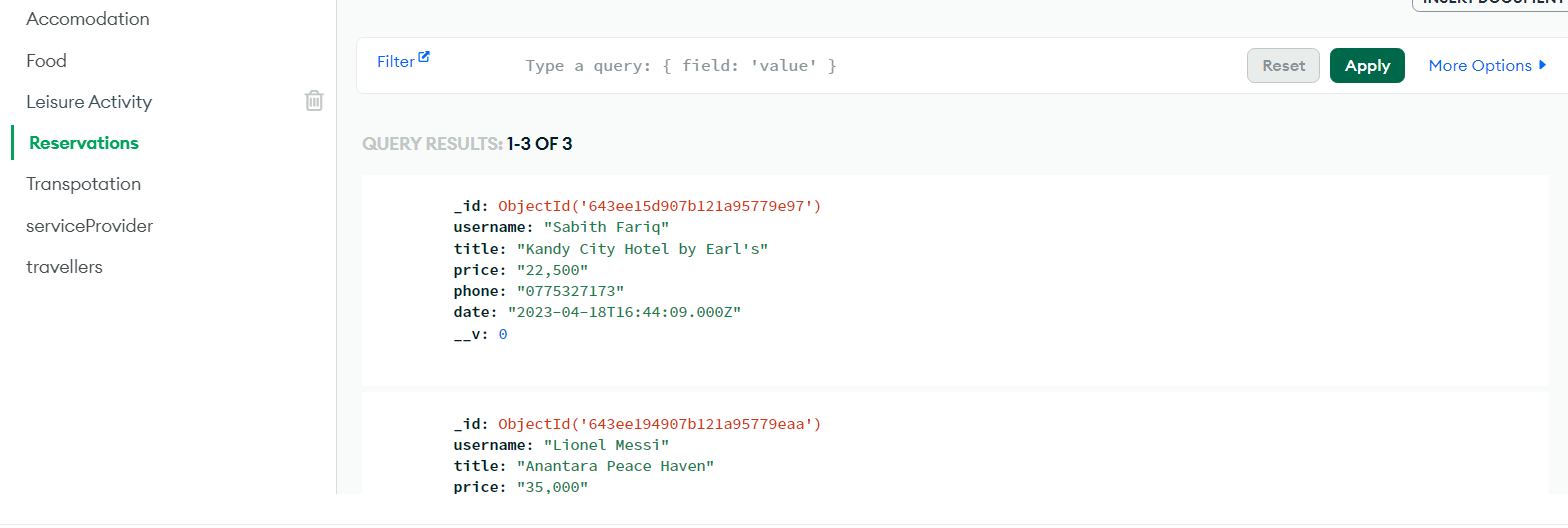 Accomodation
Food
Leisure Activity
Reservations
Transpotation
serviceProvider
travellers
INSERT DOCUMENT
Filter
Type a query: { field: 'value' }
Reset
Apply
More Options
QUERY RESULTS: 1-3 OF 3
_id: ObjectId('643ee15d907b121a95779e97')
username: "Sabith Fariq"
title: "Kandy City Hotel by Earl's"
price: "22,500"
phone: "0775327173"
date: "2023-04-18T16:44:09.000Z"
__v: 0
_id: ObjectId('643ee194907b121a95779eaa')
username: "Lionel Messi"
title: "Anantara Peace Haven"
price: "35,000"